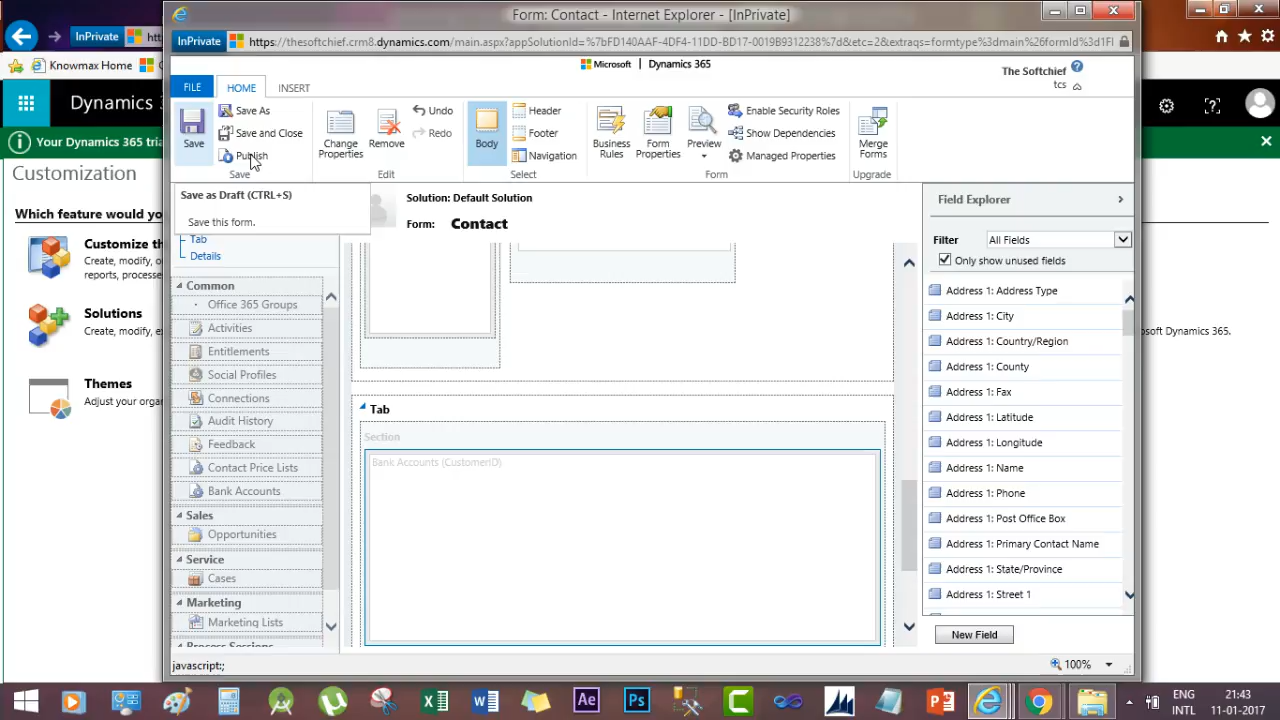 Form: Contact - Internet Explorer - [InPrivate]
InPrivate
InPrivate
https://thesoftchief.crm8.dynamics.com/main.aspx?appSolutionId=%7bFD140AAF-4DF4-11DD-BD17-0019B9312238%7d&etc=2&extraqs=formtype%3dmain%26formId%3d1FI
Knowmax Home
Microsoft | Dynamics 365
The Softchief
tcs
Dynamics
FILE
HOME
INSERT
Save
Save As
Save and Close
Publish
Save
Change Properties
Remove
Undo
Redo
Edit
Body
Header
Footer
Navigation
Select
Business Rules
Form Properties
Preview
Enable Security Roles
Show Dependencies
Managed Properties
Form
Merge Forms
Upgrade
Your Dynamics 365 tria
Customization
Which feature would yo
Customize th
Create, modify, o
reports, processe
Solutions
Create, modify, e
Themes
Adjust your orga
osoft Dynamics 365.
Save as Draft (CTRL+S)
Save this form.
Solution: Default Solution
Form: Contact
Tab
Details
Common
Office 365 Groups
Activities
Entitlements
Social Profiles
Connections
Audit History
Feedback
Contact Price Lists
Bank Accounts
Sales
Opportunities
Service
Cases
Marketing
Marketing Lists
Process Sessions
Tab
Section
Bank Accounts (CustomerID)
Field Explorer
Filter
All Fields
Only show unused fields
Address 1: Address Type
Address 1: City
Address 1: Country/Region
Address 1: County
Address 1: Fax
Address 1: Latitude
Address 1: Longitude
Address 1: Name
Address 1: Phone
Address 1: Post Office Box
Address 1: Primary Contact Name
Address 1: State/Province
Address 1: Street 1
New Field
javascript:;
100%
Ae
Ps
ENG
INTL
21:43
11-01-2017